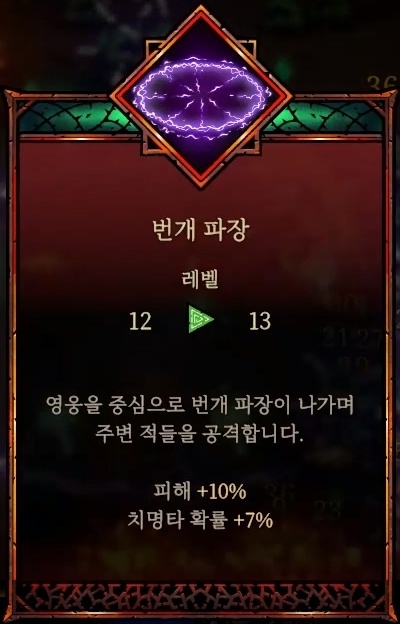 번개 파장
레벨
12 13
영웅을 중심으로 번개 파장이 나가며
주변 적들을 공격합니다.
피해 +10%
치명타 확률 +7%